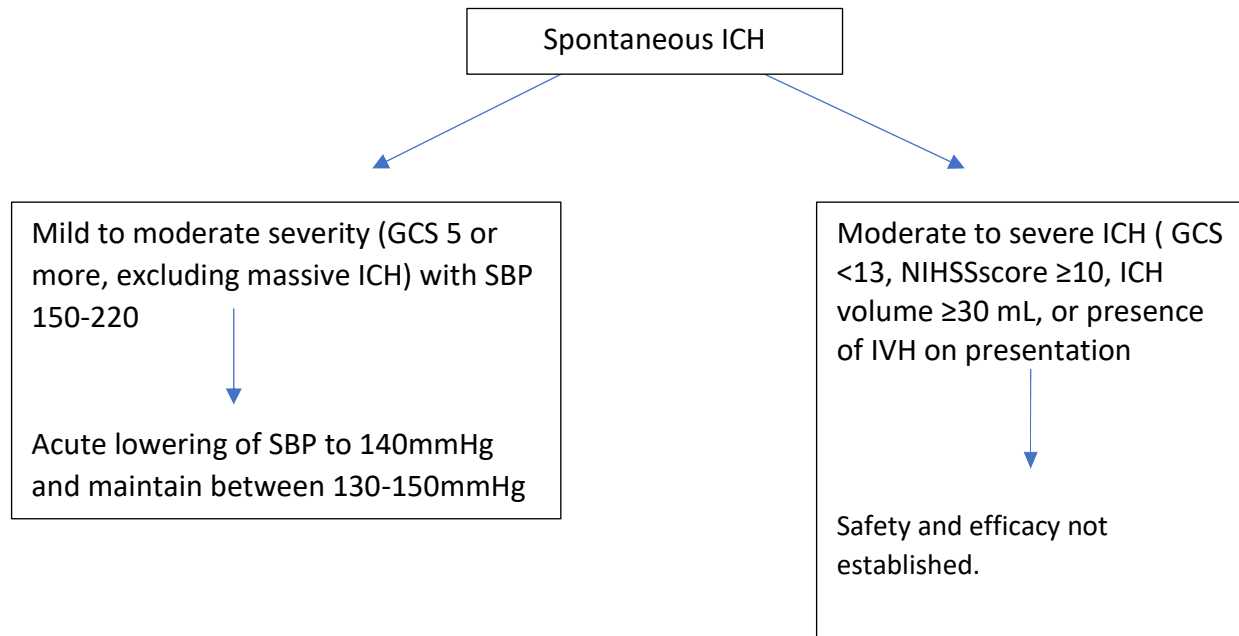 Spontaneous ICH
Mild to moderate severity (GCS 5 or
more, excluding massive ICH) with SBP
150-220
Acute lowering of SBP to 140mmHg
and maintain between 130-150mmHg
Moderate to severe ICH ( GCS
<13, NIHSSscore ≥10, ICH
volume ≥30 mL, or presence
of IVH on presentation
Safety and efficacy not
established.